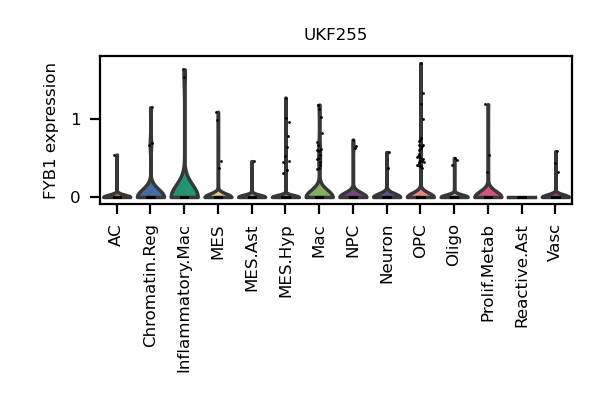 UKF255
FYB1 expression
1
0
AC
Chromatin.Reg
Inflammatory.Mac
MES
MES.Ast
MES.Hyp
Mac
NPC
Neuron
OPC
Oligo
Prolif.Metab
Reactive.Ast
Vasc